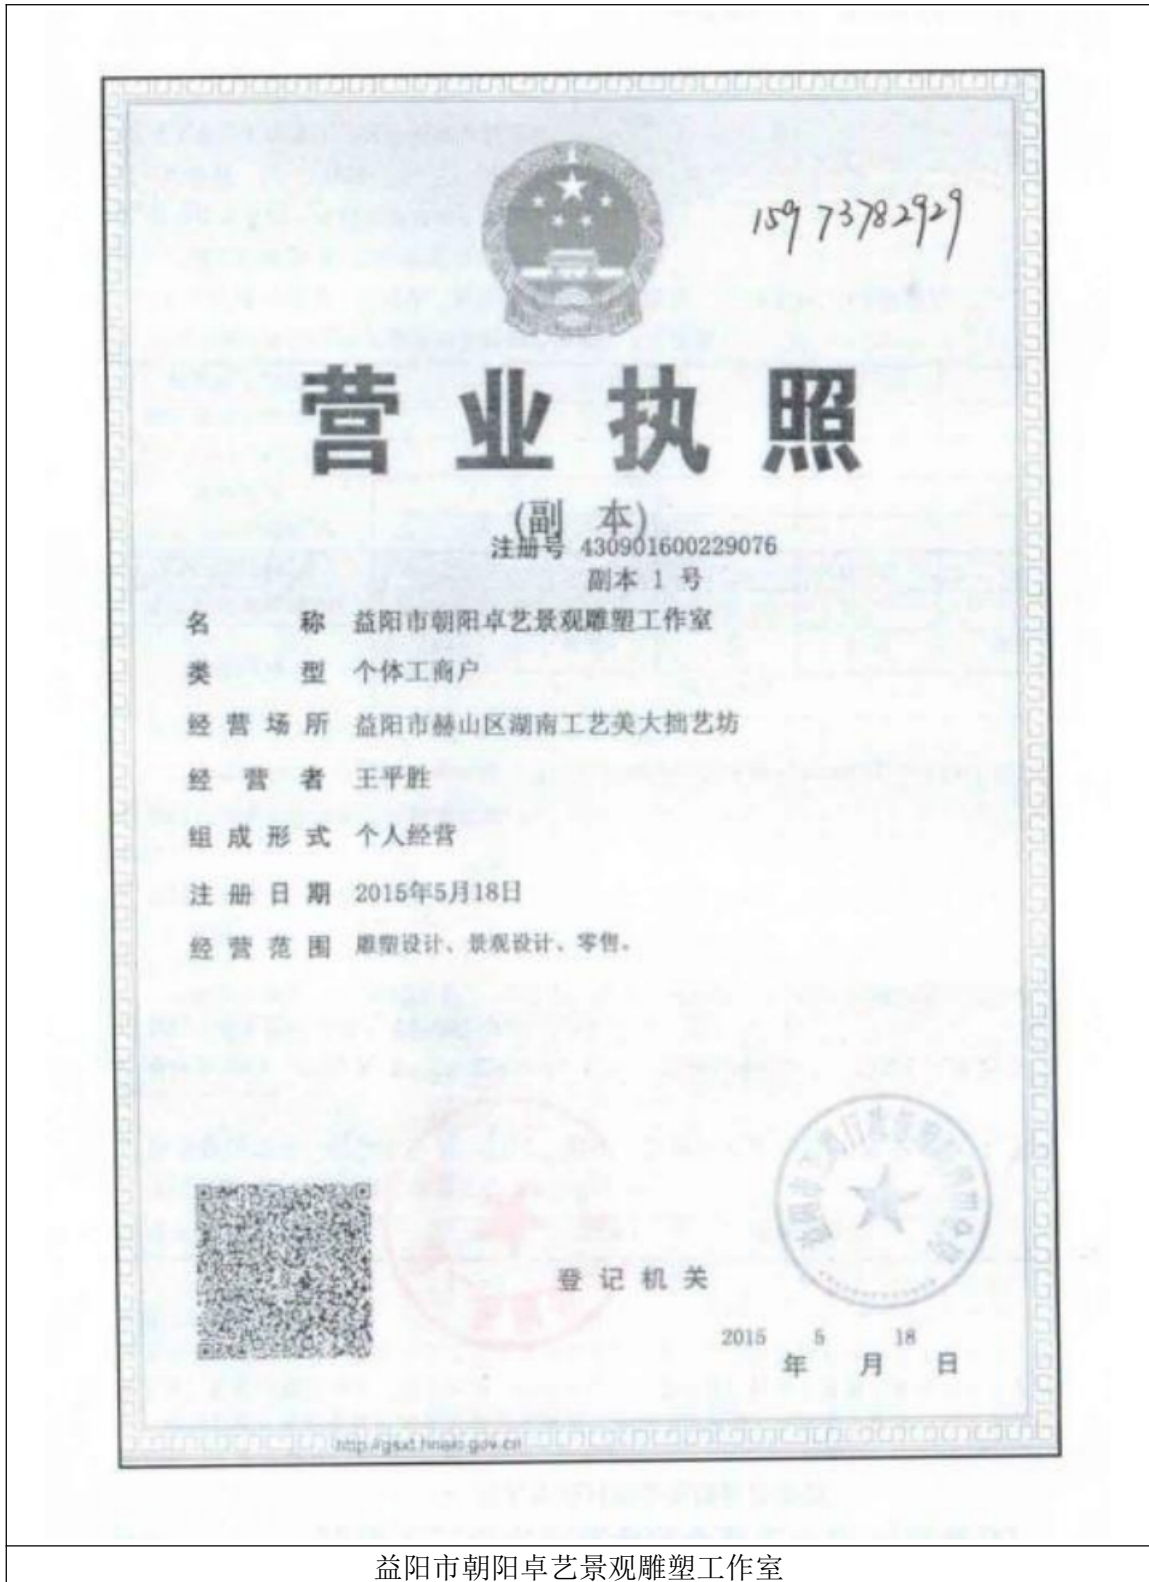 159 73782929
营业执照
(副 本)
注册号 430901600229076
副本 1 号
名 称 益阳市朝阳卓艺景观雕塑工作室
类 型 个体工商户
经营场所 益阳市赫山区湖南工艺美大拙艺坊
经 营 者 王平胜
组成形式 个人经营
注册日期 2015年5月18日
经营范围 雕塑设计、景观设计、零售。
登记机关
2015 5 18
年 月 日
益阳市朝阳卓艺景观雕塑工作室